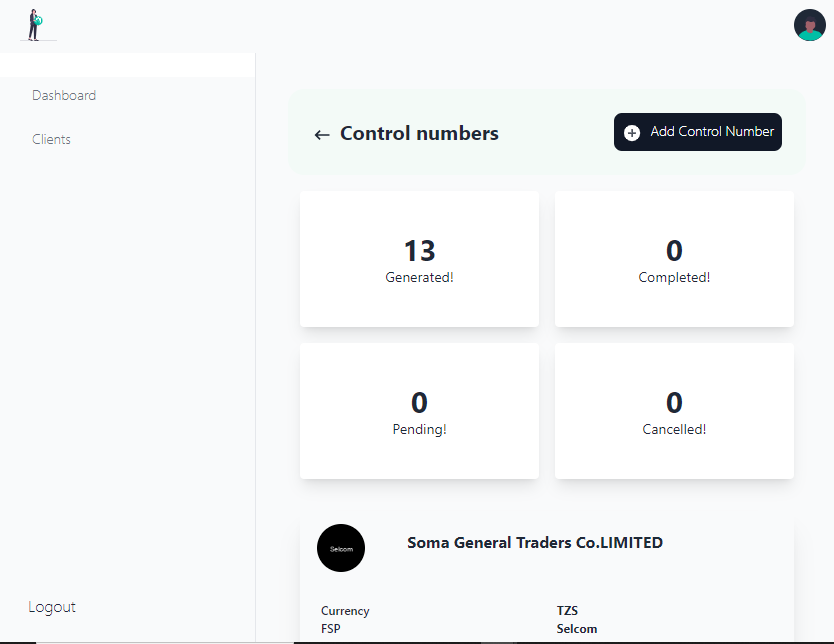 Control numbers
Add Control Number
Dashboard
Clients
13
Generated!
0
Completed!
0
Pending!
0
Cancelled!
Selcom
Soma General Traders Co.LIMITED
Currency
TZS
FSP
Selcom
Logout